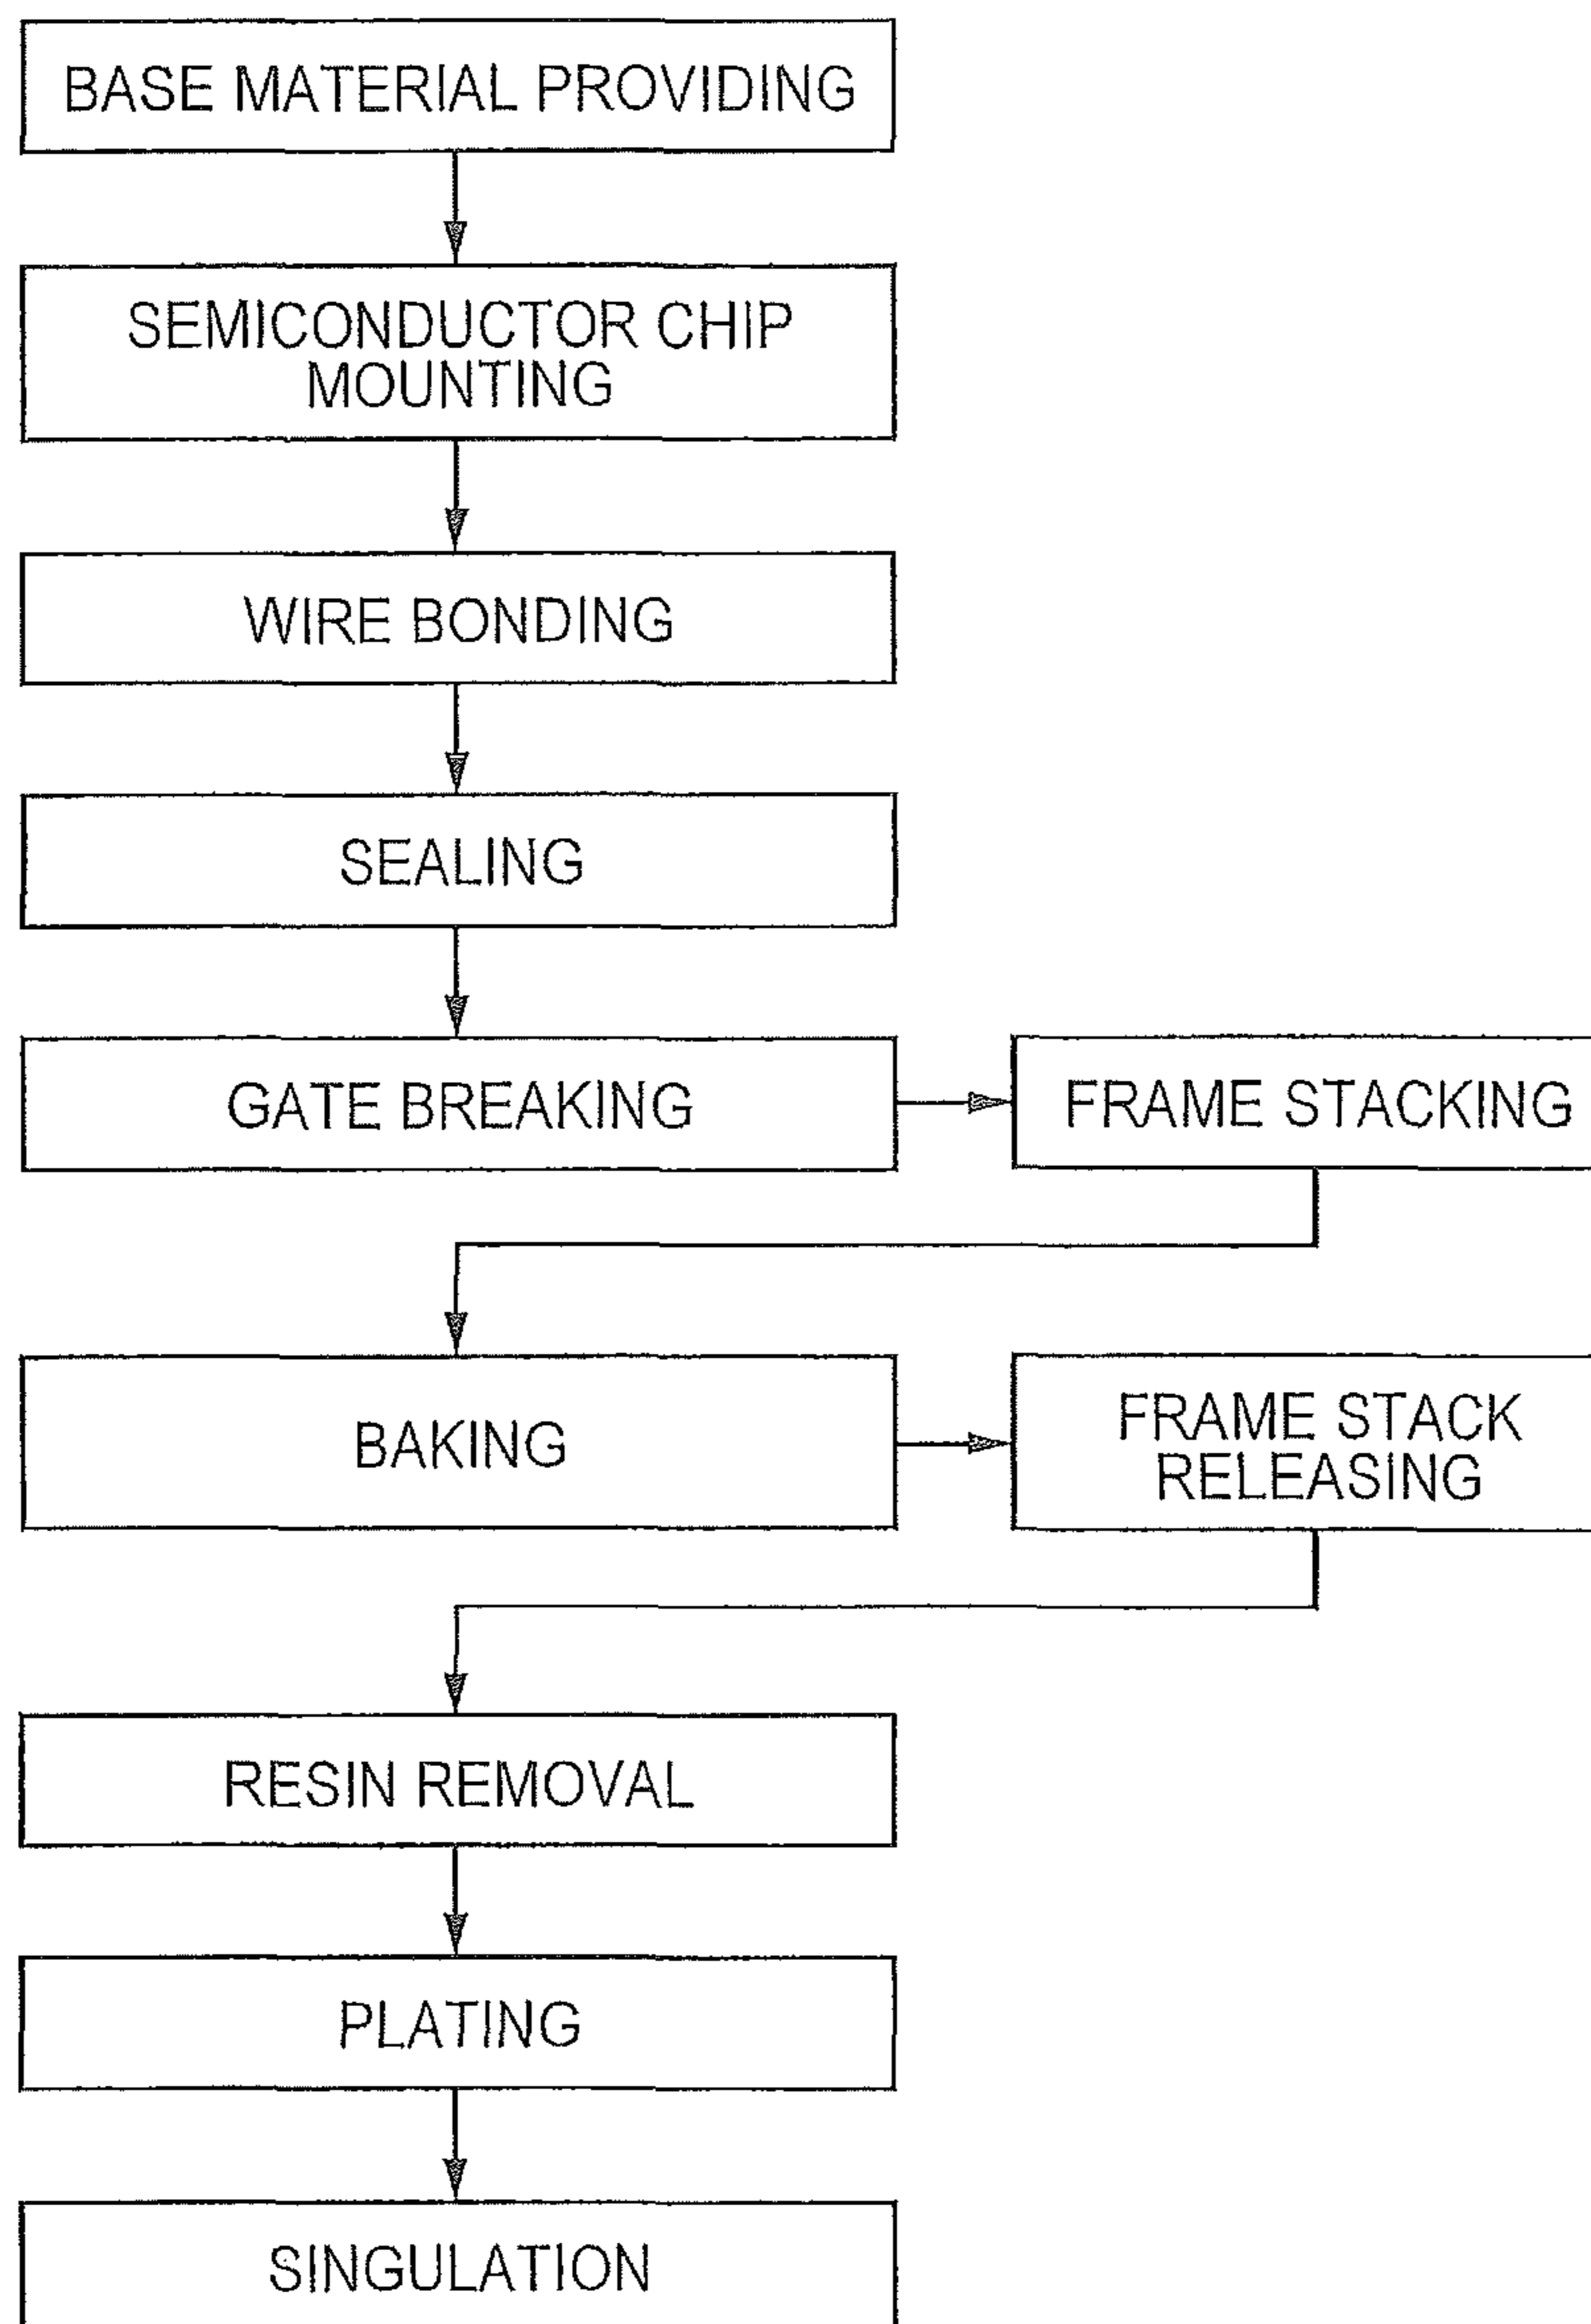 BASE MATERIAL PROVIDING
SEMICONDUCTOR CHIP
MOUNTING
WIRE BONDING
SEALING
GATE BREAKING
FRAME STACKING
BAKING
FRAME STACK
RELEASING
RESIN REMOVAL
PLATING
SINGULATION